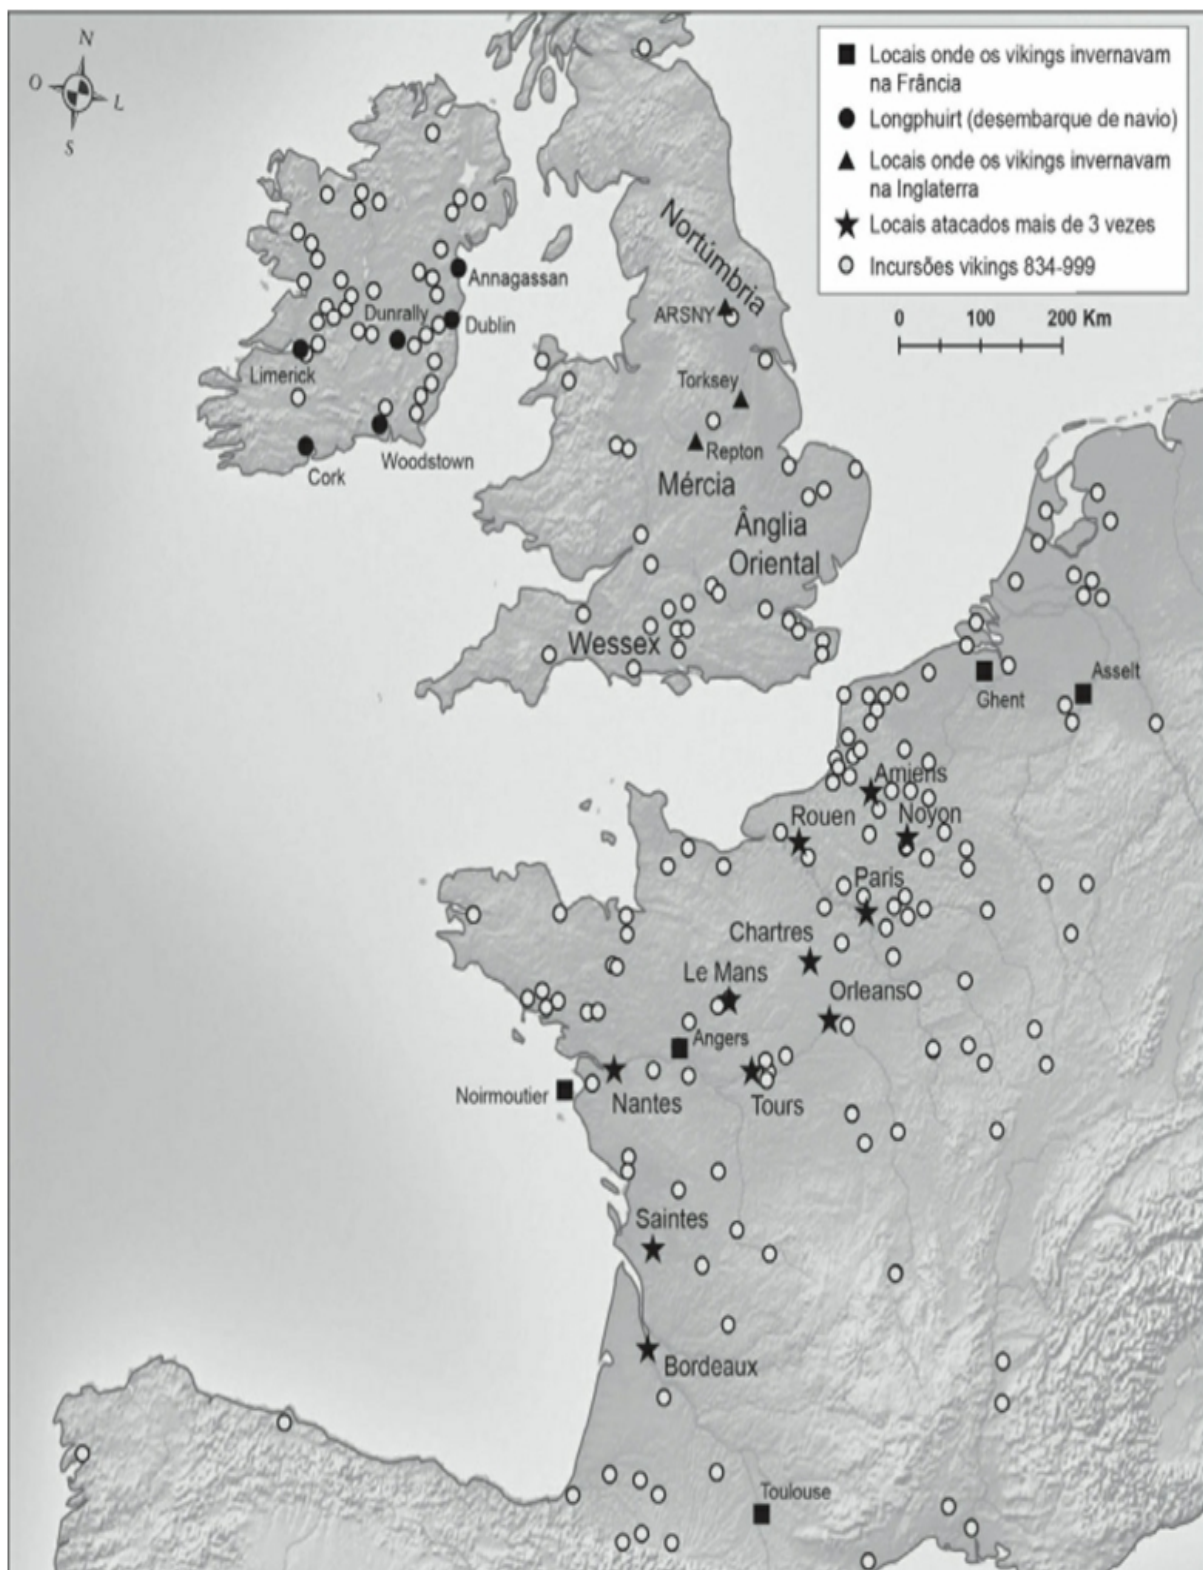 N
O
L
S
Locais onde os vikings invernavam
na Frância
Longphuirt (desembarque de navio)
Locais onde os vikings invernavam
na Inglaterra
Locais atacados mais de 3 vezes
Incursões vikings 834-999
0 100 200 Km
Nortúmbria
Annagassan
ARSNY
Dunrally
Dublin
Limerick
Torksey
Woodstown
Repton
Cork
Mércia
Ânglia
Oriental
Wessex
Asselt
Ghent
Amiens
Rouen
Noyon
Paris
Chartres
Le Mans
Orleans
Angers
Noirmoutier
Nantes
Tours
Saintes
Bordeaux
Toulouse